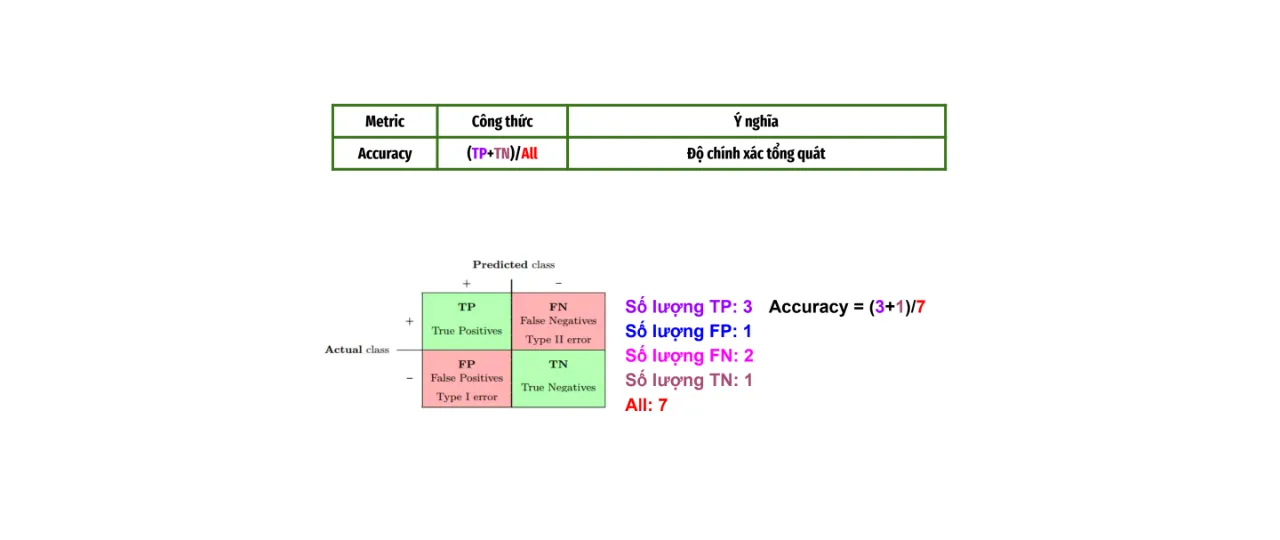 Metric Công thức Ý nghĩa
Accuracy (TP+TN)/All Độ chính xác tổng quát
Predicted class
+ −
TP
True Positives
FN
False Negatives
Type II error
+
Actual class
−
FP
False Positives
Type I error
TN
True Negatives
Số lượng TP: 3 Accuracy = (3+1)/7
Số lượng FP: 1
Số lượng FN: 2
Số lượng TN: 1
All: 7